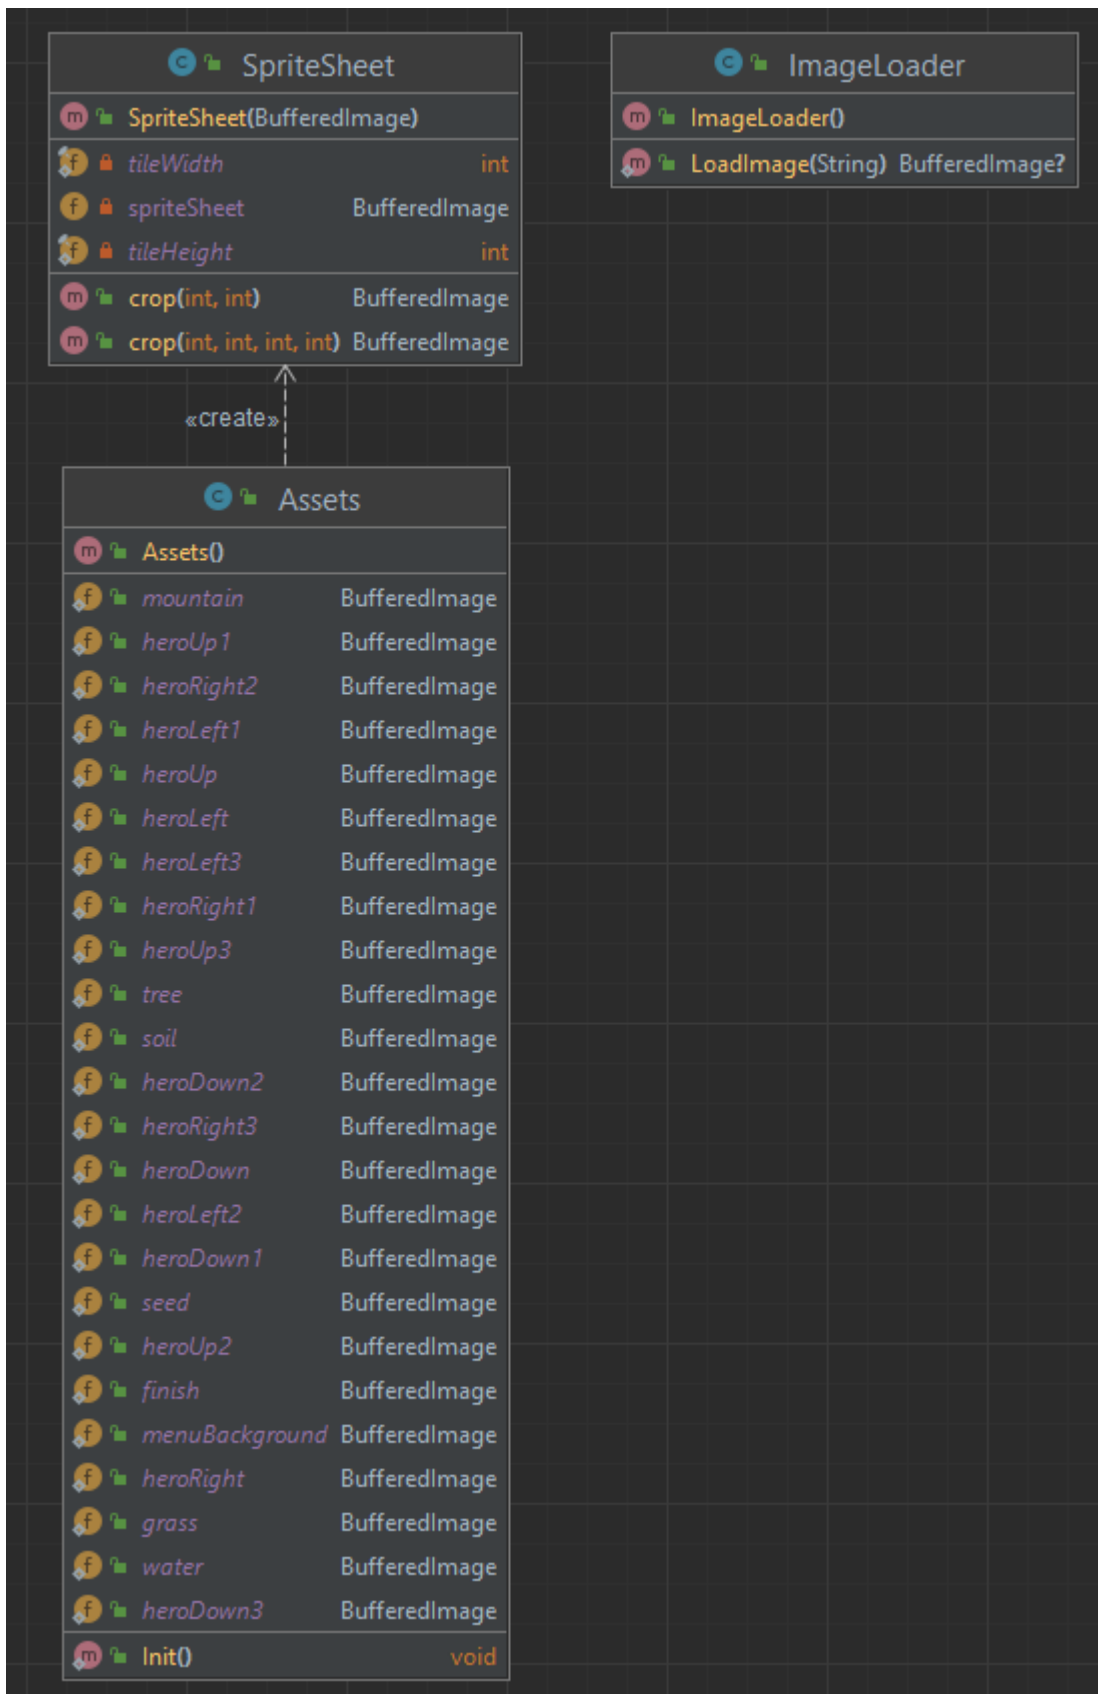 SpriteSheet
SpriteSheet(BufferedImage)
tileWidth int
spriteSheet BufferedImage
tileHeight int
crop(int, int) BufferedImage
crop(int, int, int, int) BufferedImage
ImageLoader
ImageLoader()
LoadImage(String) BufferedImage?
«create»
Assets
Assets()
mountain BufferedImage
heroUp1 BufferedImage
heroRight2 BufferedImage
heroLeft1 BufferedImage
heroUp BufferedImage
heroLeft BufferedImage
heroLeft3 BufferedImage
heroRight1 BufferedImage
heroUp3 BufferedImage
tree BufferedImage
soil BufferedImage
heroDown2 BufferedImage
heroRight3 BufferedImage
heroDown BufferedImage
heroLeft2 BufferedImage
heroDown1 BufferedImage
seed BufferedImage
heroUp2 BufferedImage
finish BufferedImage
menuBackground BufferedImage
heroRight BufferedImage
grass BufferedImage
water BufferedImage
heroDown3 BufferedImage
Init() void